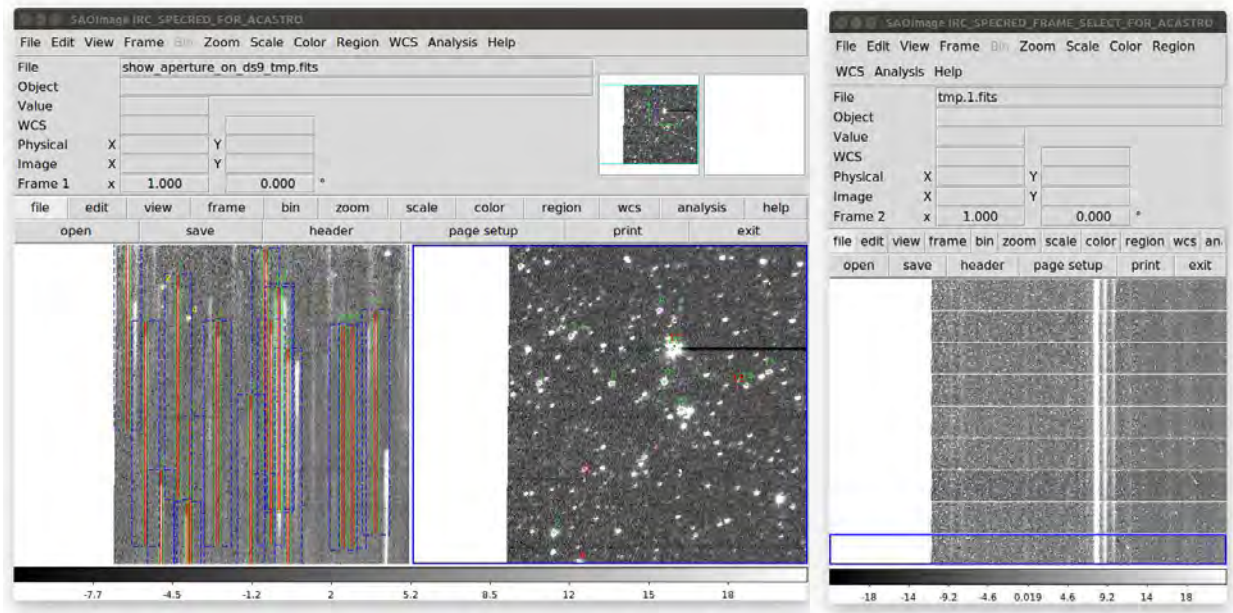 SAOImage IRC_SPECRED_FOR_ACASTRO
File Edit View Frame Bin Zoom Scale Color Region WCS Analysis Help
File show_aperture_on_ds9_tmp.fits
Object
Value
WCS
Physical X Y
Image X Y
Frame 1 x 1.000 0.000 °
file edit view frame bin zoom scale color region wcs analysis help
open save header page setup print exit
-7.7 -4.5 -1.2 2 5.2 8.5 12 15 18
SAOImage IRC_SPECRED_FRAME_SELECT_FOR_ACASTRO
File Edit View Frame Bin Zoom Scale Color Region
WCS Analysis Help
File tmp.1.fits
Object
Value
WCS
Physical X Y
Image X Y
Frame 2 x 1.000 0.000 °
file edit view frame bin zoom scale color region wcs an
open save header page setup print exit
-18 -14 -9.2 -4.6 0.019 4.6 9.2 14 18